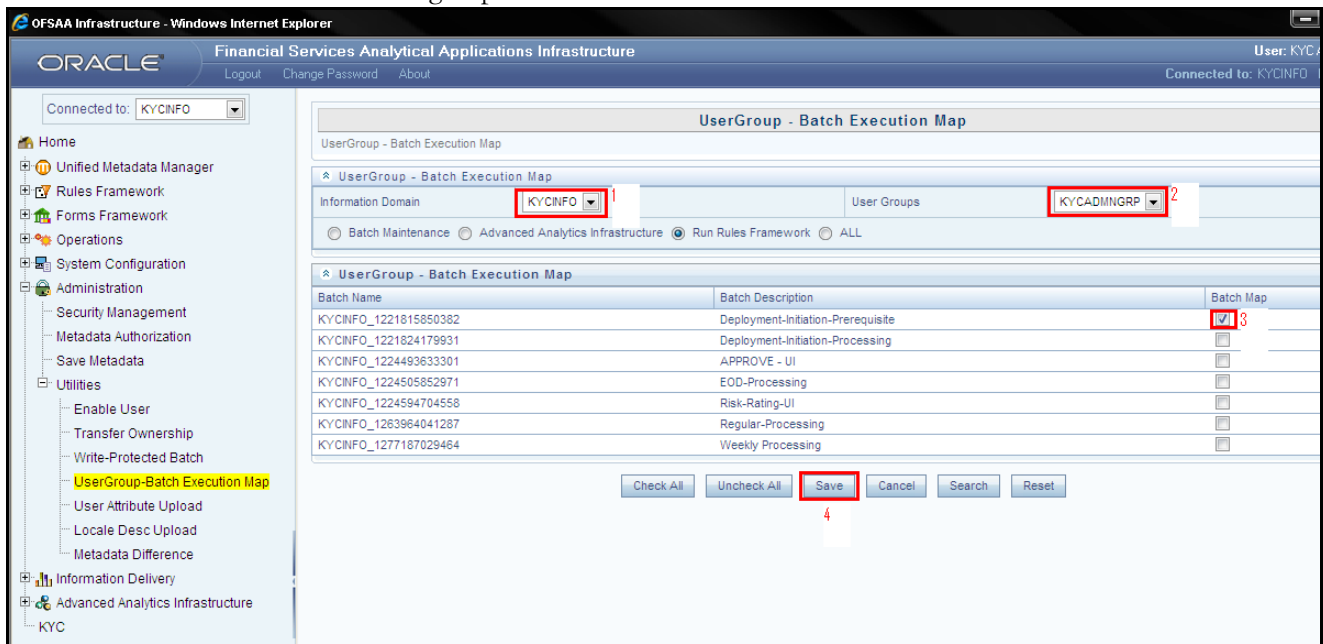 OFSAA Infrastructure - Windows Internet Explorer
ORACLE
Financial Services Analytical Applications Infrastructure
User: KYC
Logout Change Password About
Connected to: KYCINFO
Connected to: KYCINFO
Home
Unified Metadata Manager
Rules Framework
Forms Framework
Operations
System Configuration
Administration
Security Management
Metadata Authorization
Save Metadata
Utilities
Enable User
Transfer Ownership
Write-Protected Batch
UserGroup-Batch Execution Map
User Attribute Upload
Locale Desc Upload
Metadata Difference
Information Delivery
Advanced Analytics Infrastructure
KYC
UserGroup - Batch Execution Map
UserGroup - Batch Execution Map
UserGroup - Batch Execution Map
Information Domain KYCINFO 1 User Groups KYCADMNGRP 2
Batch Maintenance Advanced Analytics Infrastructure Run Rules Framework ALL
UserGroup - Batch Execution Map
Batch Name Batch Description Batch Map
KYCINFO_1221815850382 Deployment-Initiation-Prerequisite 3
KYCINFO_1221824179931 Deployment-Initiation-Processing
KYCINFO_1224493633301 APPROVE - UI
KYCINFO_1224505852971 EOD-Processing
KYCINFO_1224594704558 Risk-Rating-UI
KYCINFO_1263964041287 Regular-Processing
KYCINFO_1277187029464 Weekly Processing
Check All Uncheck All Save Cancel Search Reset
4